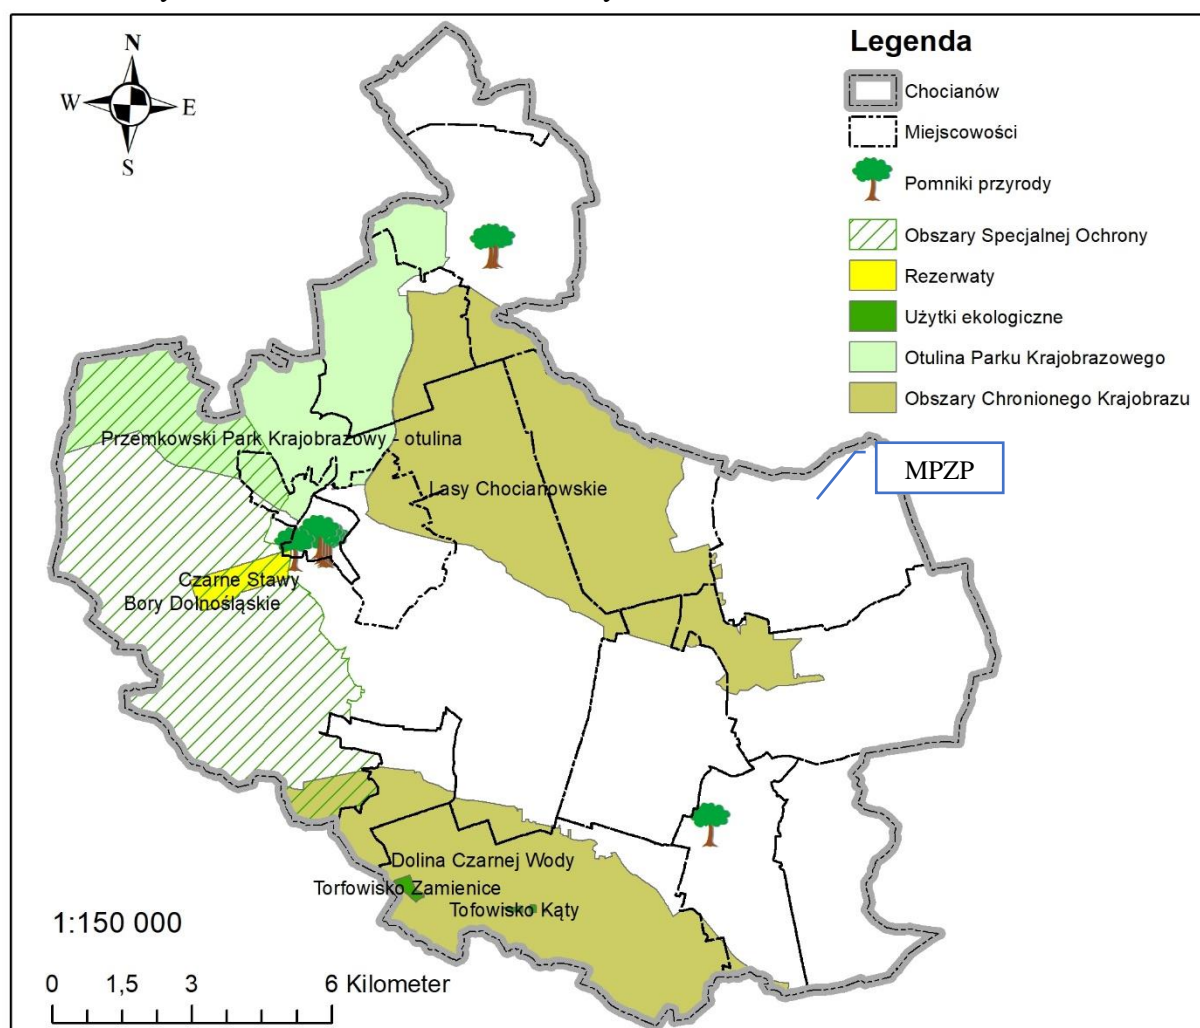 N
W
E
S
Legenda
Chocianów
Miejscowości
Pomniki przyrody
Obszary Specjalnej Ochrony
Rezerwaty
Użytki ekologiczne
Otulina Parku Krajobrazowego
Obszary Chronionego Krajobrazu
MPZP
Przemkowski Park Krajobrazowy - otulina
Lasy Chocianowskie
Czarne Stawy
Bory Dolnośląskie
Dolina Czarnej Wody
Torfowisko Zamienice
Tofowisko Kąty
1:150 000
0 1,5 3 6 Kilometer